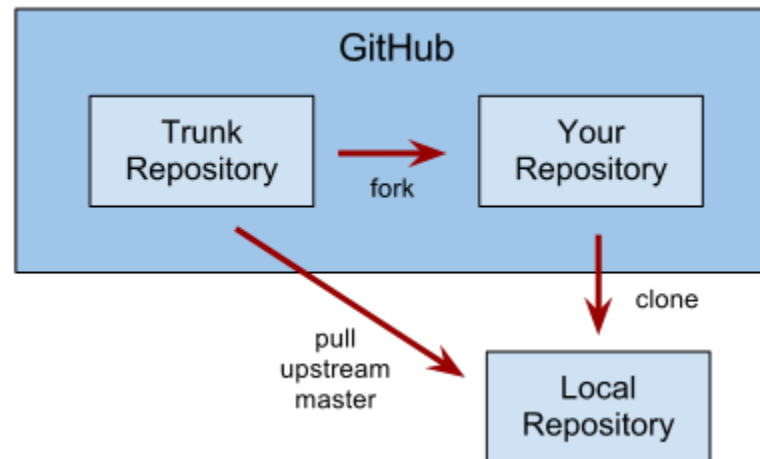 GitHub
Trunk
Repository
fork
Your
Repository
clone
pull
upstream
master
Local
Repository